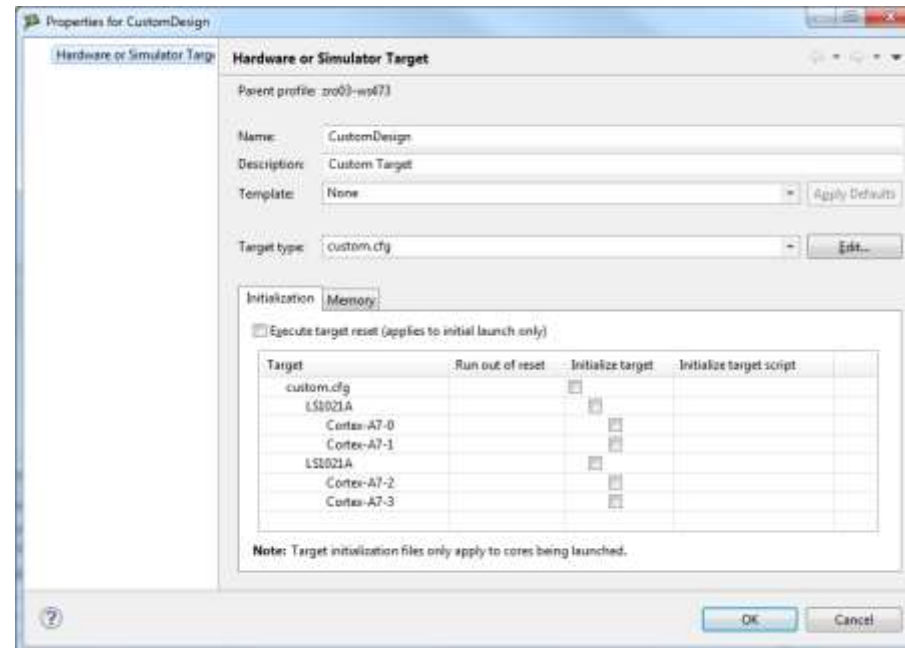 Properties for CustomDesign
Hardware or Simulator Targ
Hardware or Simulator Target
Parent profile: zro03-ws473
Name: CustomDesign
Description: Custom Target
Template: None Apply Defaults
Target type: custom.cfg Edit...
Initialization Memory
Execute target reset (applies to initial launch only)
Target Run out of reset Initialize target Initialize target script
custom.cfg
LS1021A
Cortex-A7-0
Cortex-A7-1
LS1021A
Cortex-A7-2
Cortex-A7-3
Note: Target initialization files only apply to cores being launched.
? OK Cancel